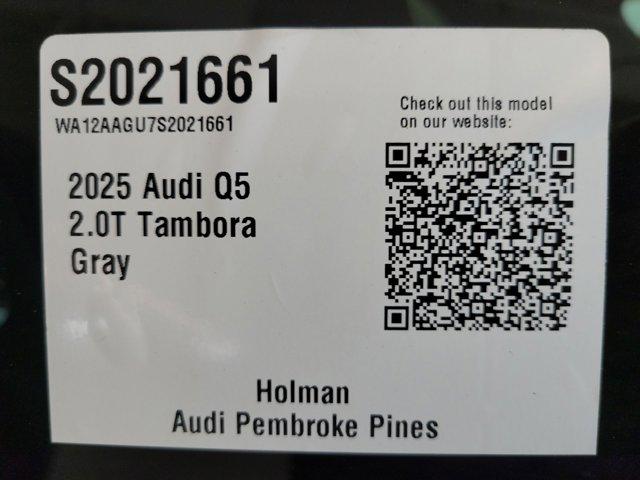 S2021661
WA12AAGU7S2021661
Check out this model
on our website:
2025 Audi Q5
2.0T Tambora
Gray
Holman
Audi Pembroke Pines